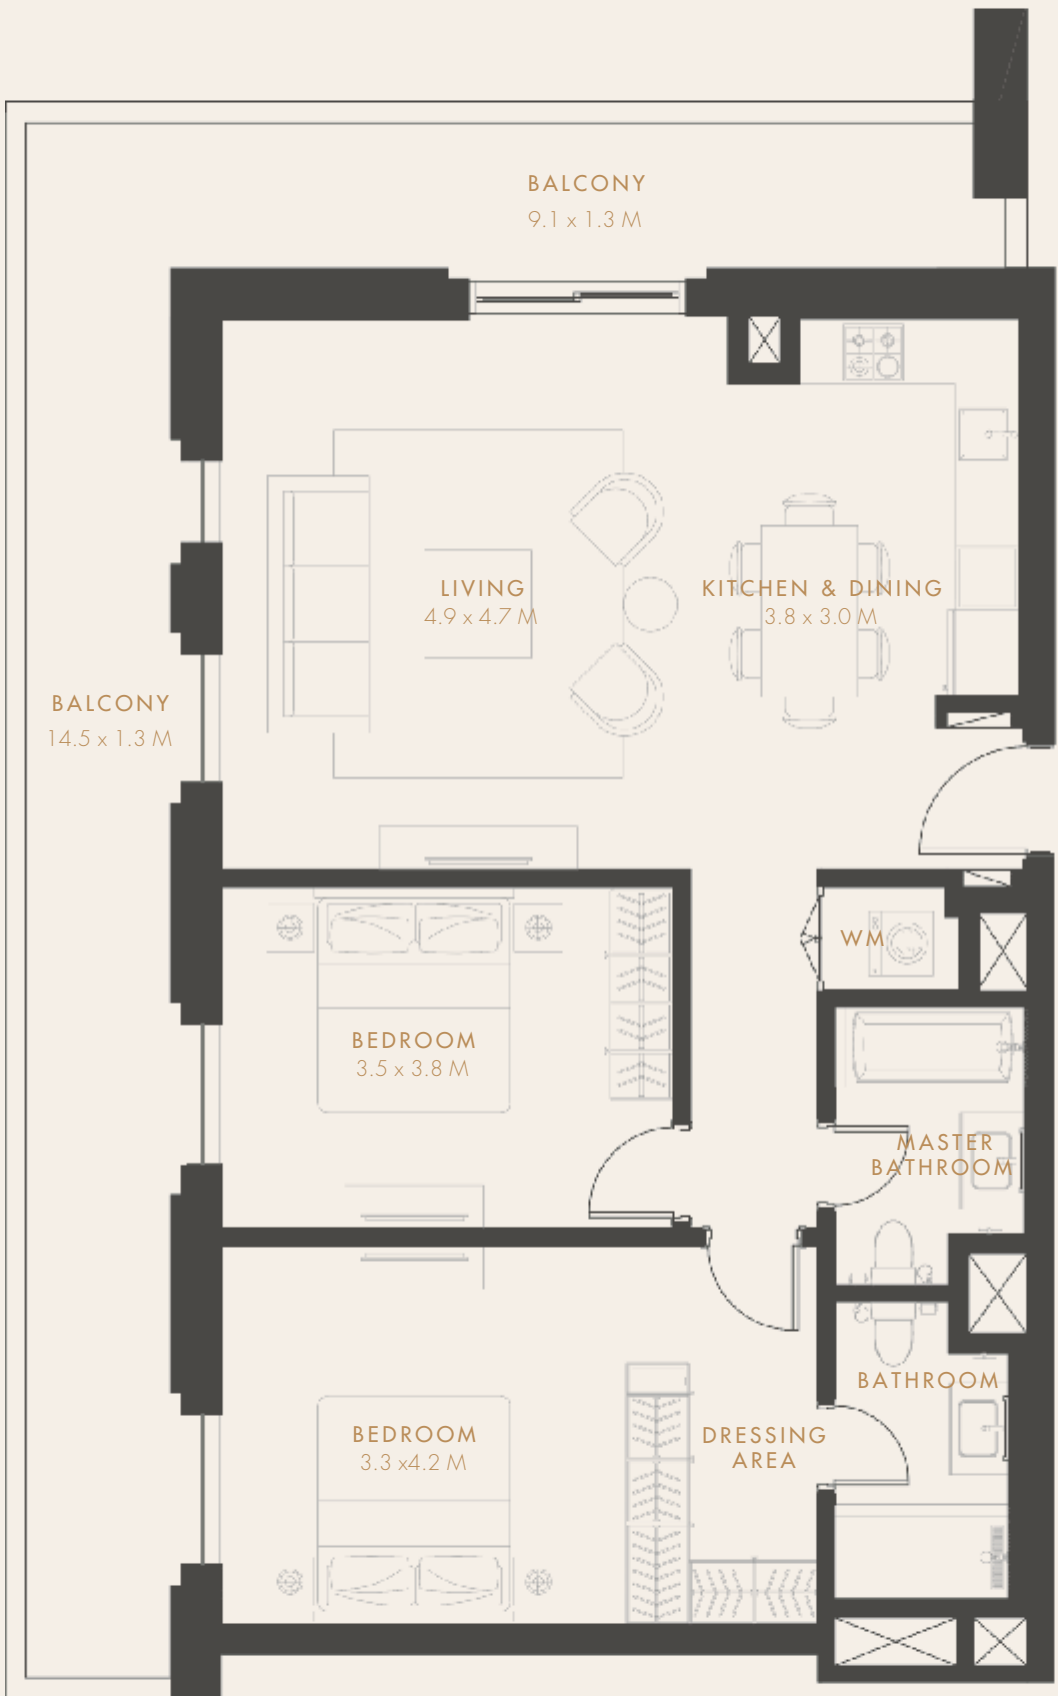 BALCONY
9.1 x 1.3 M
LIVING
4.9 x 4.7 M
KITCHEN & DINING
3.8 x 3.0 M
BALCONY
14.5 x 1.3 M
WM
BEDROOM
3.5 x 3.8 M
MASTER
BATHROOM
BATHROOM
BEDROOM
3.3 x4.2 M
DRESSING
AREA